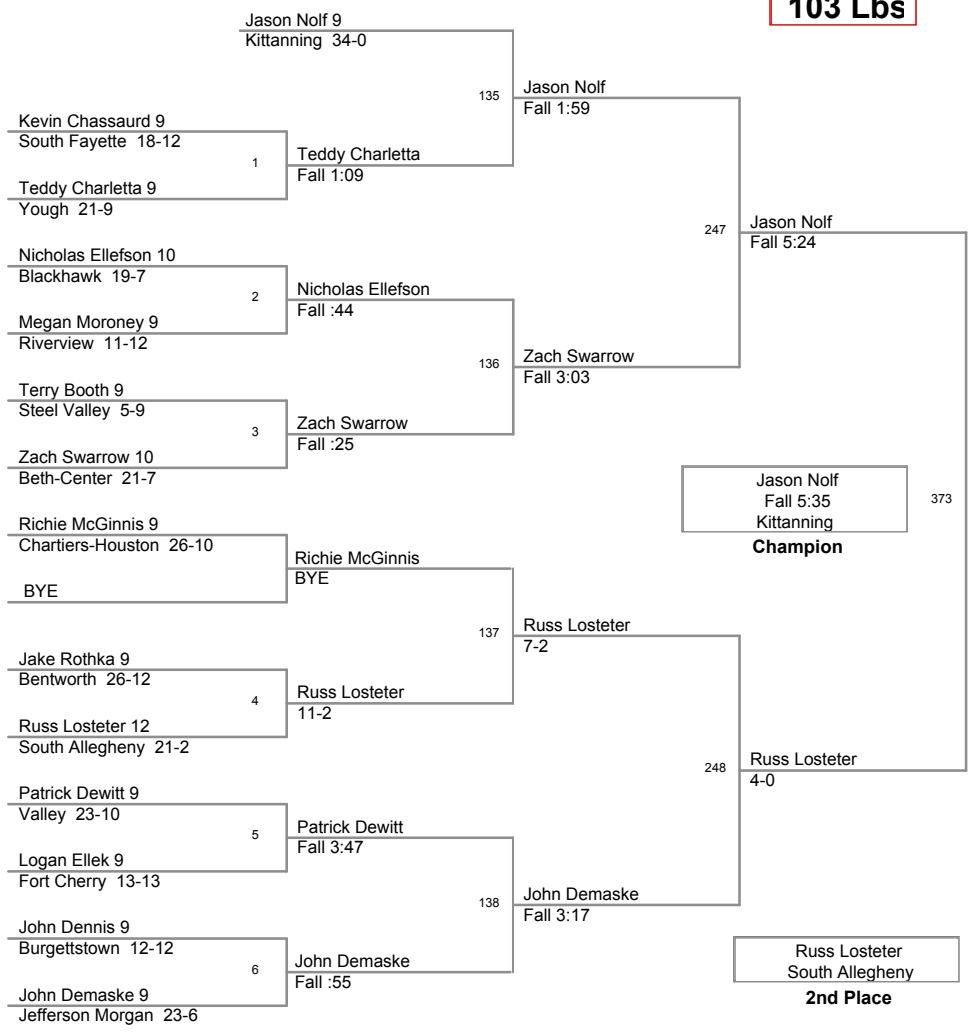 103 Lbs
Jason Nolf 9
Kittanning 34-0
135
Jason Nolf
Fall 1:59
Kevin Chassaurd 9
South Fayette 18-12
1
Teddy Charletta
Fall 1:09
Teddy Charletta 9
Yough 21-9
247
Jason Nolf
Fall 5:24
Nicholas Ellefson 10
Blackhawk 19-7
2
Nicholas Ellefson
Fall :44
Megan Moroney 9
Riverview 11-12
136
Zach Swarrow
Fall 3:03
Terry Booth 9
Steel Valley 5-9
3
Zach Swarrow
Fall :25
Zach Swarrow 10
Beth-Center 21-7
Jason Nolf
Fall 5:35
Kittanning
Champion
373
Richie McGinnis 9
Chartiers-Houston 26-10
Richie McGinnis
BYE
BYE
137
Russ Losteter
7-2
Jake Rothka 9
Bentworth 26-12
4
Russ Losteter
11-2
Russ Losteter 12
South Allegheny 21-2
248
Russ Losteter
4-0
Patrick Dewitt 9
Valley 23-10
5
Patrick Dewitt
Fall 3:47
Logan Ellek 9
Fort Cherry 13-13
138
John Demaske
Fall 3:17
John Dennis 9
Burgettstown 12-12
6
John Demaske
Fall :55
John Demaske 9
Jefferson Morgan 23-6
Russ Losteter
South Allegheny
2nd Place